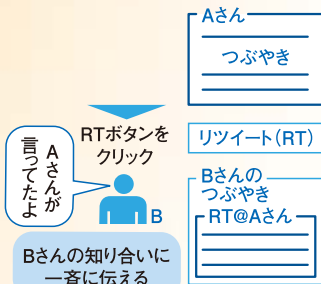 Aさん
つぶやき
RTボタンを
クリック
Aさんが
言ってたよ
B
Bさんの知り合いに
一斉に伝える
リツイート(RT)
Bさんの
つぶやき
RT@Aさん